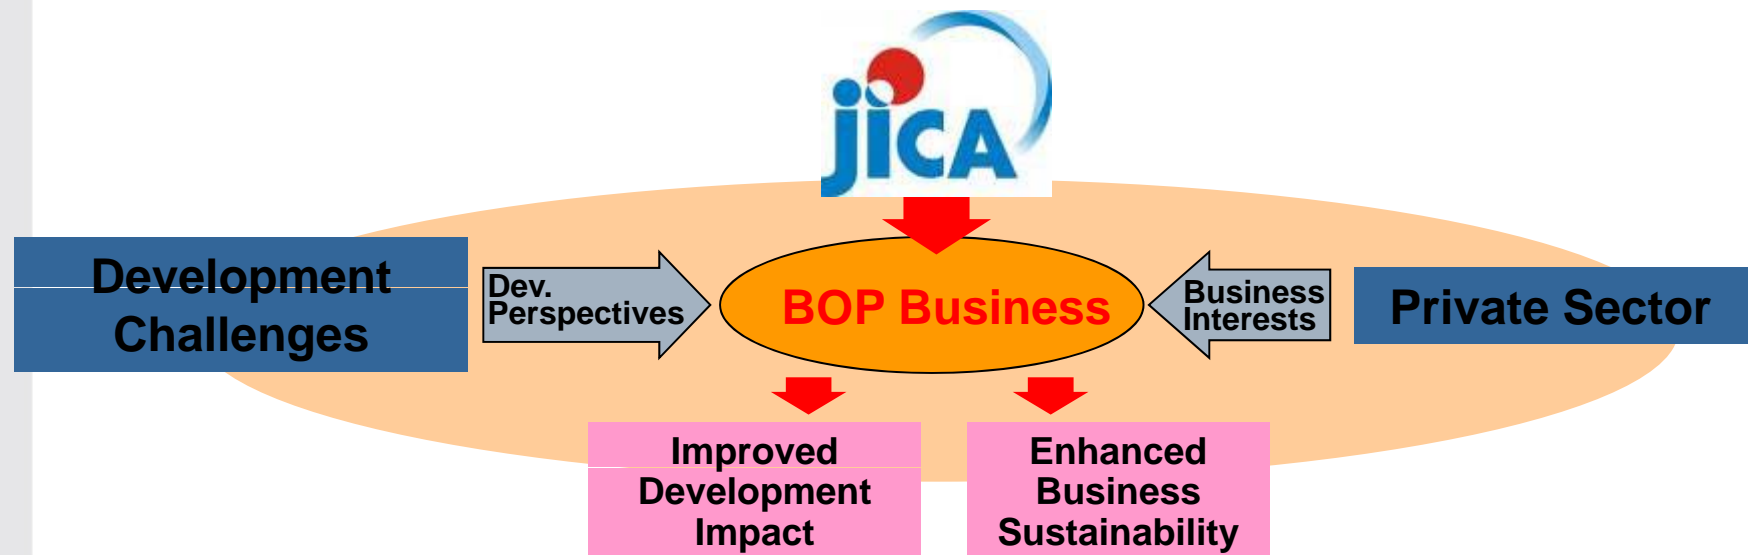 jica
Development
Challenges
Dev.
Perspectives
BOP Business
Business
Interests
Private Sector
Improved
Development
Impact
Enhanced
Business
Sustainability